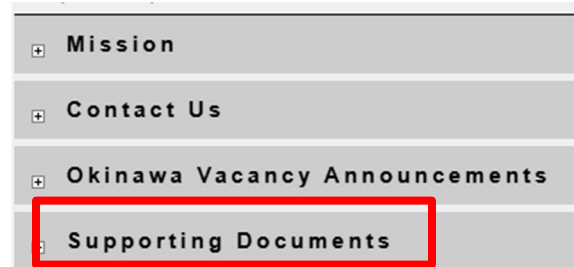 Mission
Contact Us
Okinawa Vacancy Announcements
Supporting Documents